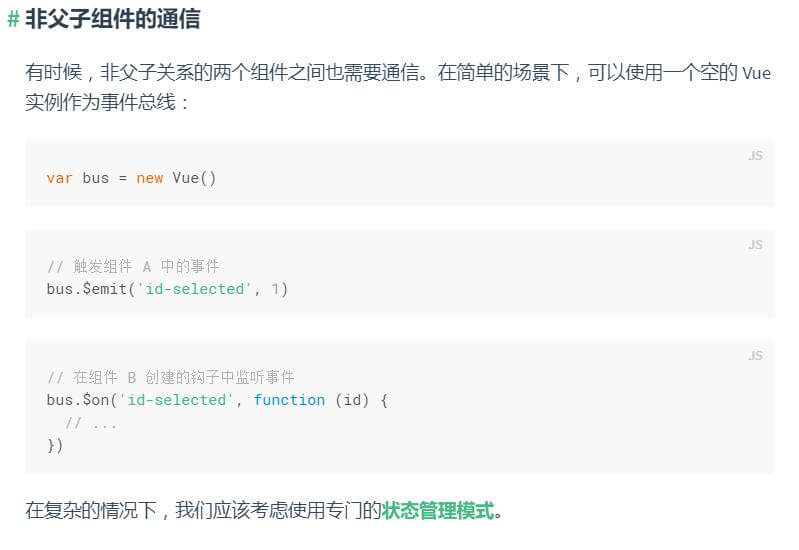 # 非父子组件的通信
有时候，非父子关系的两个组件之间也需要通信。在简单的场景下，可以使用一个空的 Vue
实例作为事件总线：
JS
var bus = new Vue()
JS
// 触发组件 A 中的事件
bus.$emit('id-selected', 1)
JS
// 在组件 B 创建的钩子中监听事件
bus.$on('id-selected', function (id) {
  // ...
})
在复杂的情况下，我们应该考虑使用专门的状态管理模式。